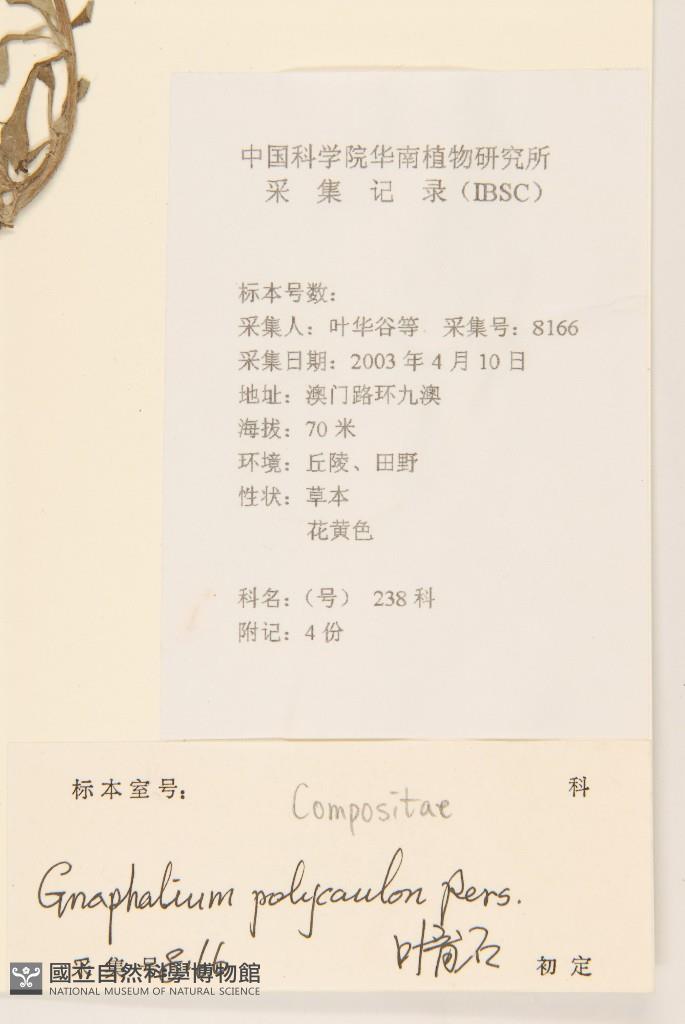 中国科学院华南植物研究所
采 集 记 录（IBSC）
标本号数：
采集人：叶华谷等 采集号：8166
采集日期：2003 年 4 月 10 日
地址：澳门路环九澳
海拔：70 米
环境：丘陵、田野
性状：草本
花黄色
科名：（号） 238 科
附记：4 份
标本室号： 科
Compositae
Gnaphalium polycaulon Pers.
采 集 号 初 定
國立自然科學博物館
NATIONAL MUSEUM OF NATURAL SCIENCE